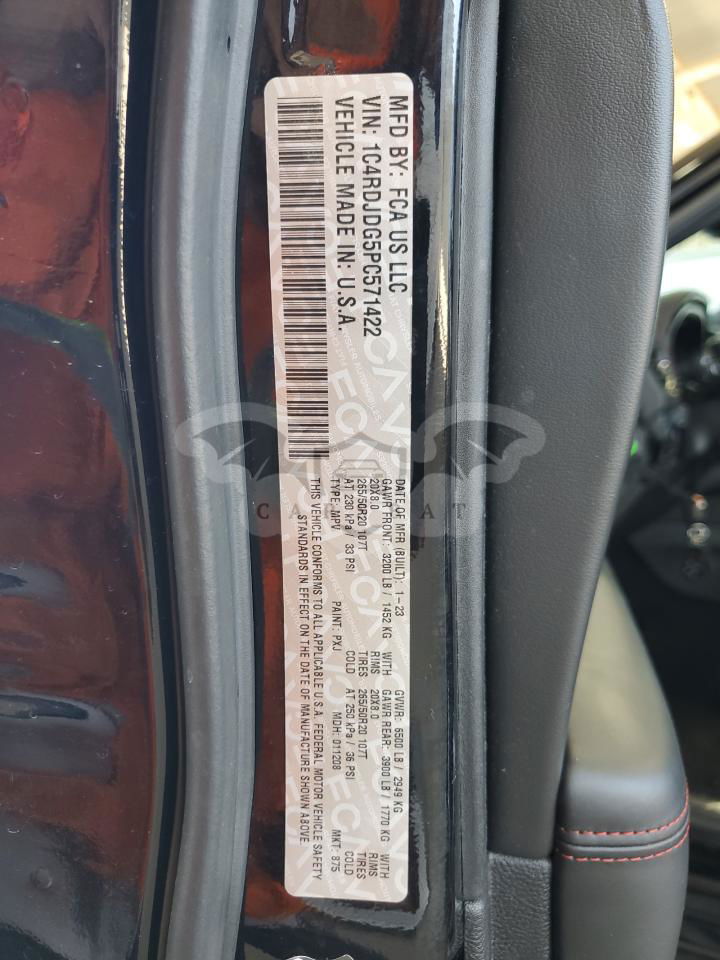 MFD BY: FCA US LLC
VIN: 1C4RDJDG5PC571422
VEHICLE MADE IN: U.S.A.
DATE OF MFR (BUILT): 1-23 GVWR: 6500 LB / 2949 KG
GAWR FRONT: 3200 LB / 1452 KG WITH GAWR REAR: 3900 LB / 1770 KG WITH
20X8.0 RIMS 20X8.0 RIMS
265/50R20 107T TIRES 265/50R20 107T TIRES
AT 230 kPa / 33 PSI COLD AT 250 kPa / 36 PSI COLD
TYPE: MPV PAINT: PXJ MDH: 011208 MKT: 875
THIS VEHICLE CONFORMS TO ALL APPLICABLE U.S.A. FEDERAL MOTOR VEHICLE SAFETY
STANDARDS IN EFFECT ON THE DATE OF MANUFACTURE SHOWN ABOVE